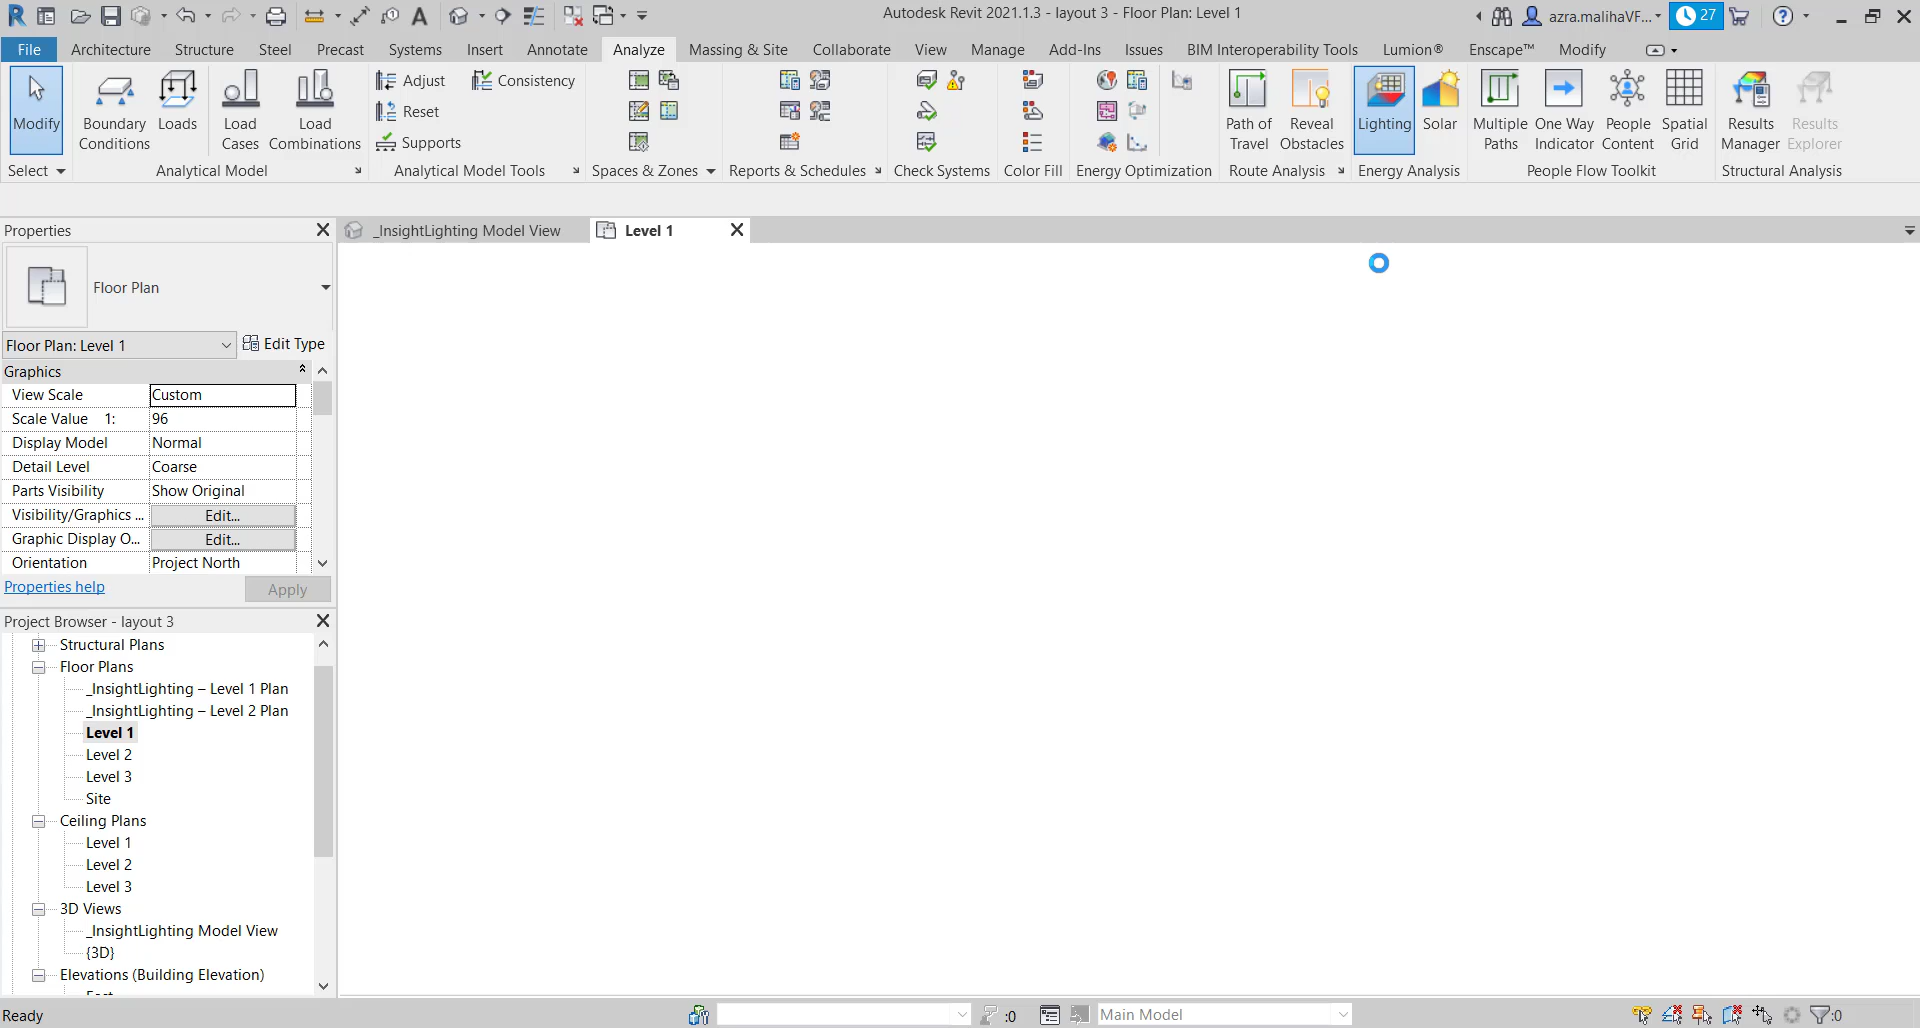 Autodesk Revit 2021.1.3 - layout 3 - Floor Plan: Level 1
azra.malihaVF...
27
File Architecture Structure Steel Precast Systems Insert Annotate Analyze Massing & Site Collaborate View Manage Add-Ins Issues BIM Interoperability Tools Lumion® Enscape™ Modify
Modify
Boundary Conditions
Loads
Load Cases
Load Combinations
Adjust
Reset
Supports
Consistency
Path of Travel
Reveal Obstacles
Lighting
Solar
Multiple Paths
One Way Indicator
People Content
Spatial Grid
Results Manager
Results Explorer
Select Analytical Model Analytical Model Tools Spaces & Zones Reports & Schedules Check Systems Color Fill Energy Optimization Route Analysis Energy Analysis People Flow Toolkit Structural Analysis
Properties
_InsightLighting Model View
Level 1
Floor Plan
Floor Plan: Level 1
Edit Type
Graphics
View Scale Custom
Scale Value 1: 96
Display Model Normal
Detail Level Coarse
Parts Visibility Show Original
Visibility/Graphics ... Edit...
Graphic Display O... Edit...
Orientation Project North
Properties help
Apply
Project Browser - layout 3
Structural Plans
Floor Plans
_InsightLighting – Level 1 Plan
_InsightLighting – Level 2 Plan
Level 1
Level 2
Level 3
Site
Ceiling Plans
Level 1
Level 2
Level 3
3D Views
_InsightLighting Model View
{3D}
Elevations (Building Elevation)
Ready
:0
Main Model
:0